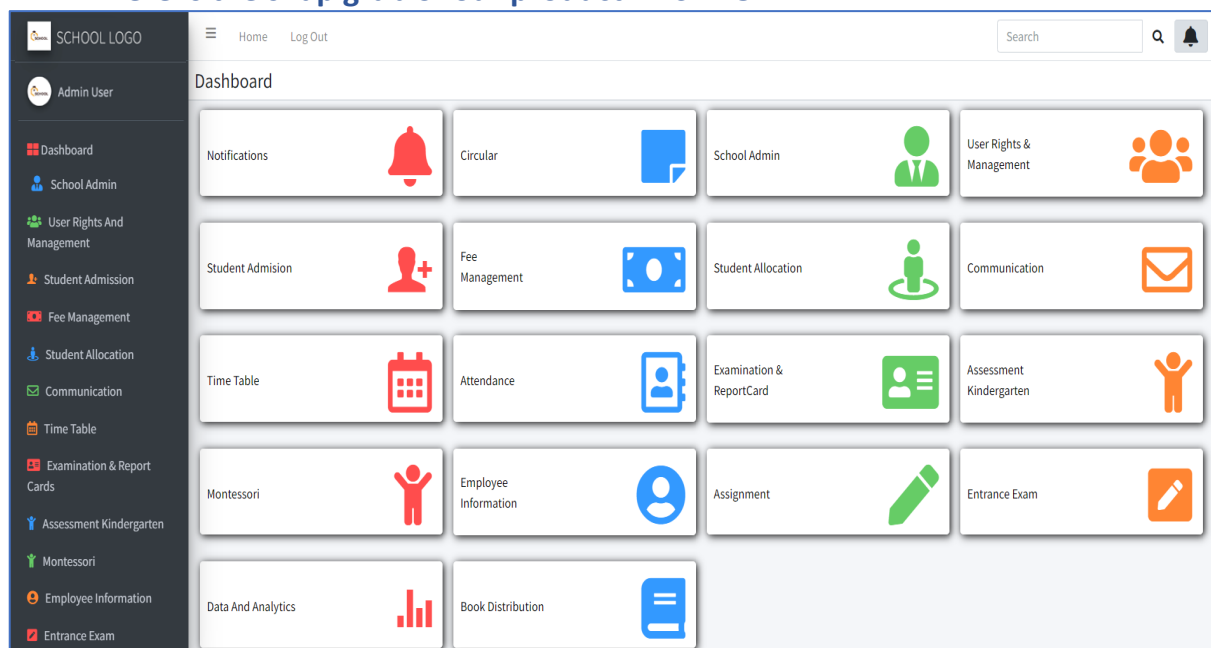 SCHOOL LOGO
Home Log Out
Search
Admin User
Dashboard
Dashboard
School Admin
User Rights And
Management
Student Admission
Fee Management
Student Allocation
Communication
Time Table
Examination & Report
Cards
Assessment Kindergarten
Montessori
Employee Information
Entrance Exam
Notifications
Circular
School Admin
User Rights &
Management
Student Admision
Fee
Management
Student Allocation
Communication
Time Table
Attendance
Examination &
ReportCard
Assessment
Kindergarten
Montessori
Employee
Information
Assignment
Entrance Exam
Data And Analytics
Book Distribution